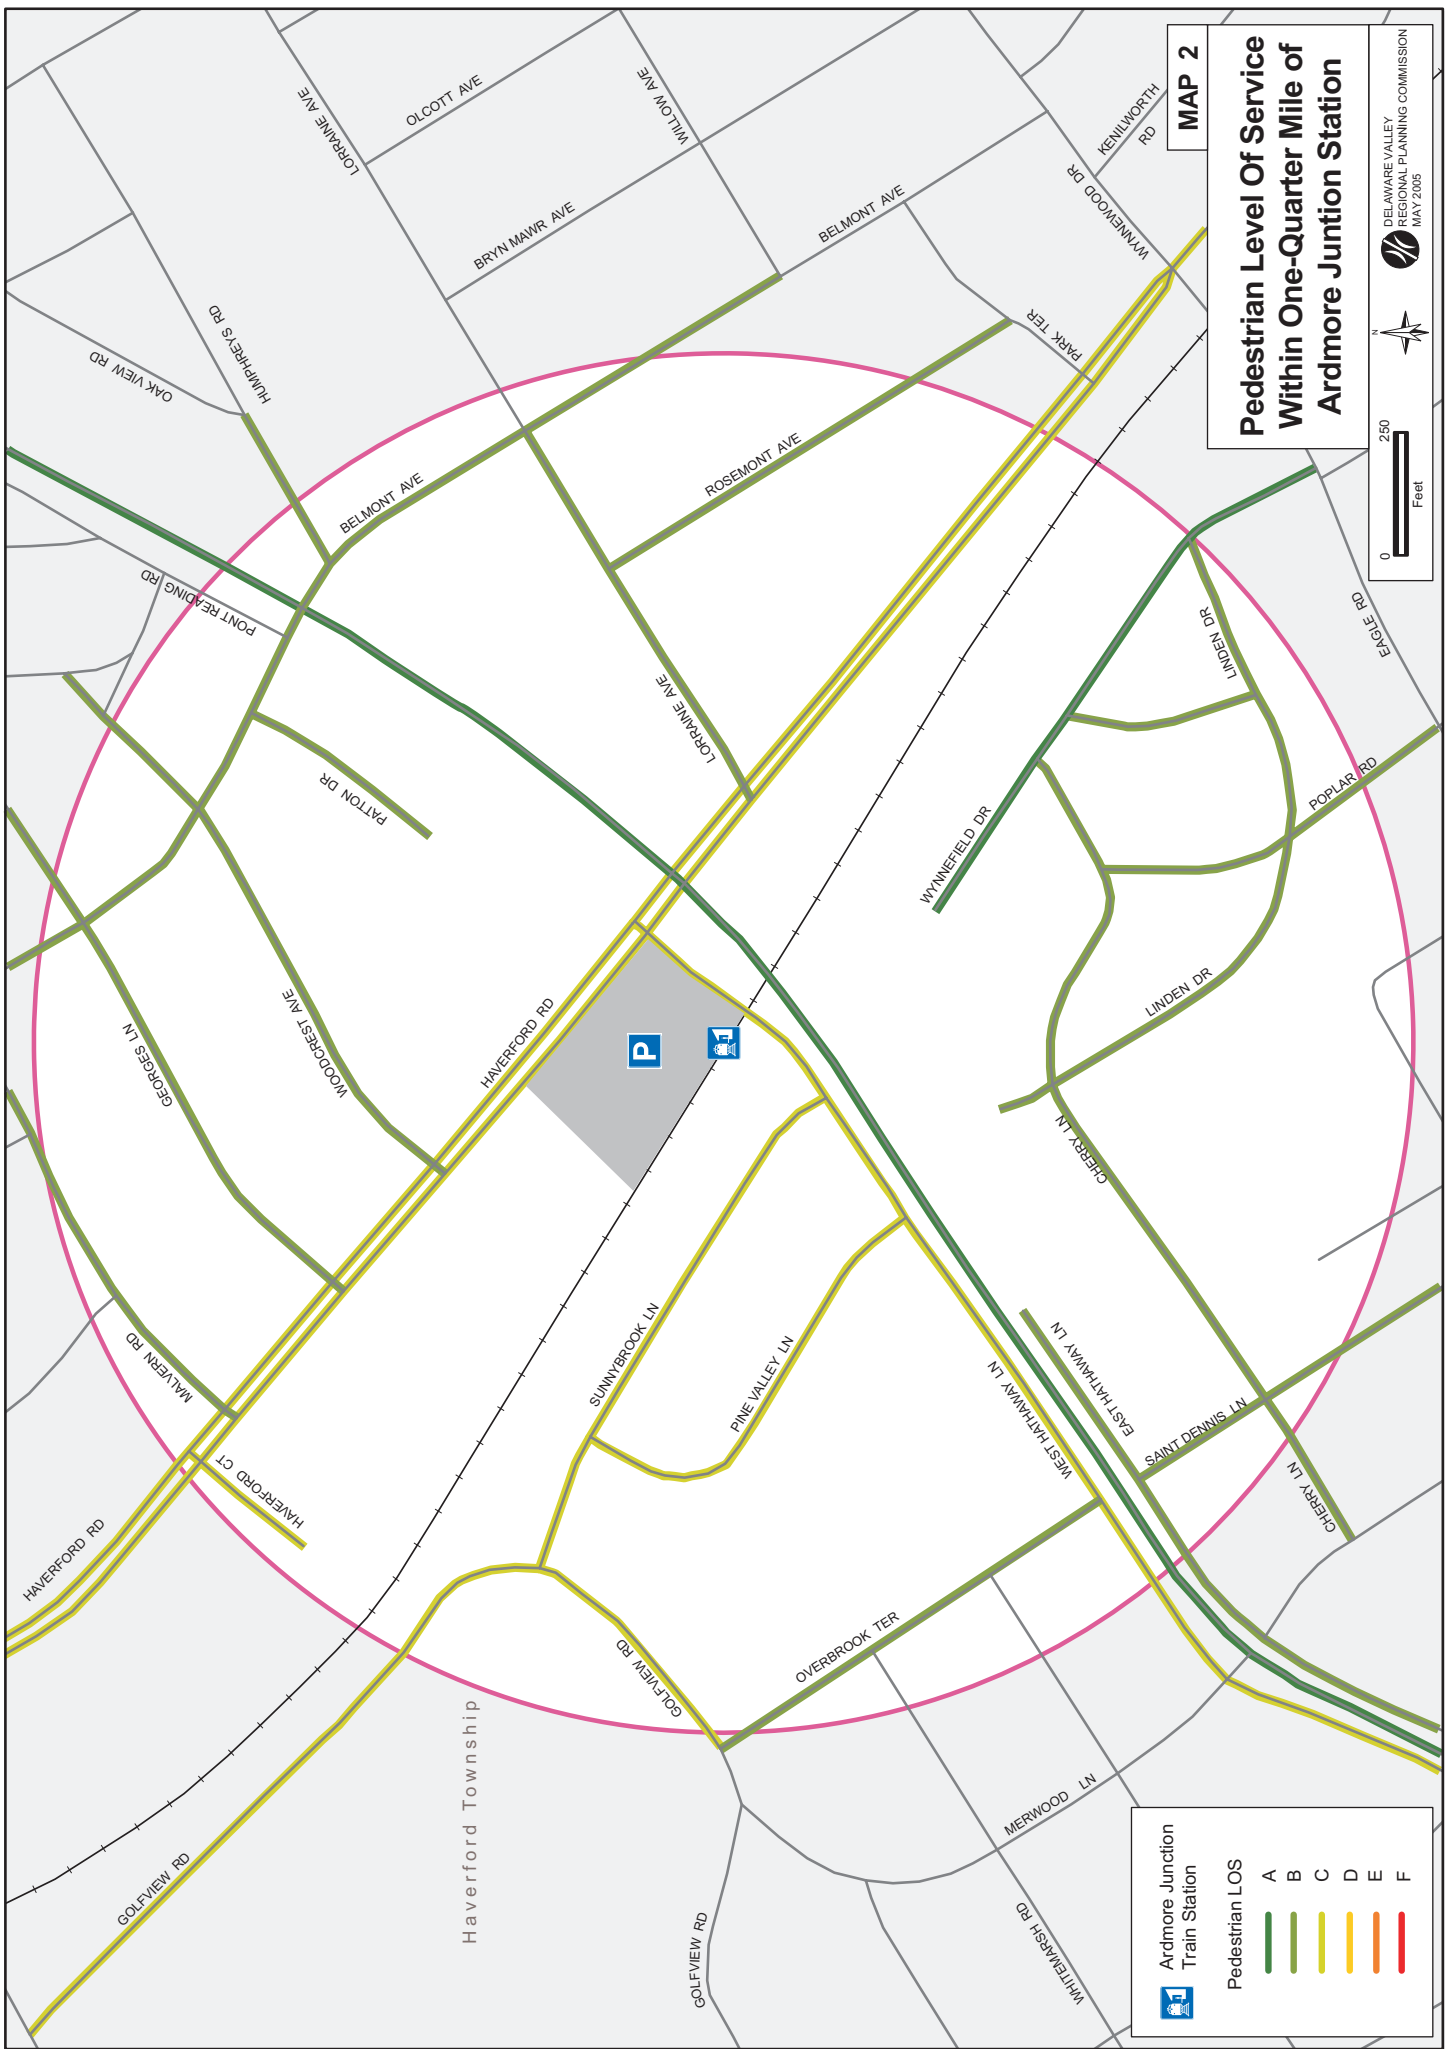 MAP 2
Pedestrian Level Of Service
Within One-Quarter Mile of
Ardmore Juntion Station
DELAWARE VALLEY
REGIONAL PLANNING COMMISSION
MAY 2005
N
0
250
Feet
Ardmore Junction
Train Station
Pedestrian LOS
A
B
C
D
E
F
LORRAINE AVE
OLCOTT AVE
WILLOW AVE
KENILWORTH
RD
BRYN MAWR AVE
BELMONT AVE
WYNNEWOOD DR
HUMPHREYS RD
OAK VIEW RD
PARK TER
BELMONT AVE
ROSEMONT AVE
PONT READING RD
LORRAINE AVE
LINDEN DR
EAGLE RD
PATTON DR
POPLAR RD
WYNNEFIELD DR
GEORGES LN
WOODCREST AVE
HAVERFORD RD
P
LINDEN DR
CHERRY LN
MALVERN RD
SUNNYBROOK LN
PINE VALLEY LN
WEST HATHAWAY LN
EAST HATHAWAY LN
SAINT DENNIS LN
CHERRY LN
HAVERFORD CT
HAVERFORD RD
OVERBROOK TER
GOLFVIEW RD
Haverford Township
MERWOOD LN
GOLFVIEW RD
GOLFVIEW RD
WHITEMARSH RD